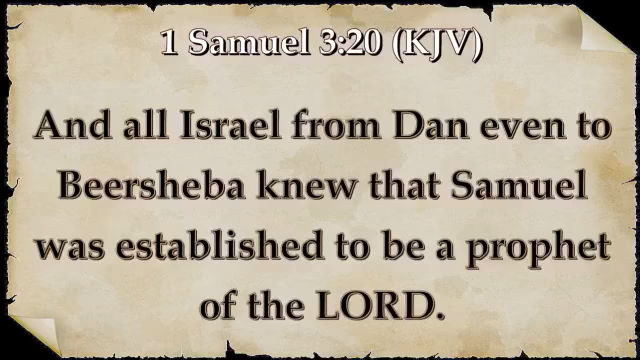 1 Samuel 3:20 (KJV)
And all Israel from Dan even to
Beersheba knew that Samuel
was established to be a prophet
of the LORD.